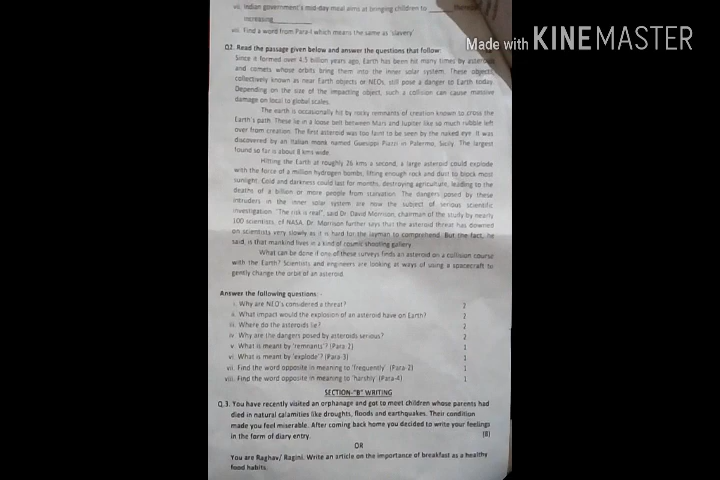 vii. Indian government's mid-day meal aims at bringing children to ______ through
increasing________
viii. Find a word from Para-I which means the same as 'slavery'
Made with KINEMASTER
Q2. Read the passage given below and answer the questions that follow:
Since it formed over 4.5 billion years ago, Earth has been hit many times by asteroids
and comets whose orbits bring them into the inner solar system. These objects,
collectively known as near Earth objects or NEOs, still pose a danger to Earth today.
Depending on the size of the impacting object, such a collision can cause massive
damage on local to global scales.
The earth is occasionally hit by rocky remnants of creation known to cross the
Earth's path. These lie in a loose belt between Mars and Jupiter like so much rubble left
over from creation. The first asteroid was too faint to be seen by the naked eye. It was
discovered by an Italian monk named Piazzi in Palermo, Sicily. The largest
found so far is about 8 kms wide.
Hitting the Earth at roughly 26 kms a second, a large asteroid could explode
with the force of a million hydrogen bombs, lifting enough rock and dust to block most
sunlight. Cold and darkness could last for months, destroying agriculture, leading to the
deaths of a billion or more people from starvation. The dangers posed by these
intruders in the inner solar system are now the subject of serious scientific
investigation. "The risk is real", said Dr. David Morrison, chairman of the study by nearly
100 scientists, of NASA. Dr. Morrison further says that the asteroid threat has dawned
on scientists very slowly as it is hard for the layman to comprehend. But the fact, he
said, is that mankind lives in a kind of cosmic shooting gallery.
What can be done if one of these surveys finds an asteroid on a collision course
with the Earth? Scientists and engineers are looking at ways of using a spacecraft to
gently change the orbit of an asteroid.
Answer the following questions:-
i. Why are NEO's considered a threat? 2
ii. What impact would the explosion of an asteroid have on Earth? 2
iii. Where do the asteroids lie? 2
iv. Why are the dangers posed by asteroids serious? 2
v. What is meant by 'remnants'? (Para-2) 1
vi. What is meant by 'explode'? (Para-3) 1
vii. Find the word opposite in meaning to 'frequently' (Para-2) 1
viii. Find the word opposite in meaning to 'harshly' (Para-4) 1
SECTION-"B" WRITING
Q.3. You have recently visited an orphanage and got to meet children whose parents had
died in natural calamities like droughts, floods and earthquakes. Their condition
made you feel miserable. After coming back home you decided to write your feelings
in the form of diary entry. (8)
OR
You are Raghav/ Ragini. Write an article on the importance of breakfast as a healthy
food habits.